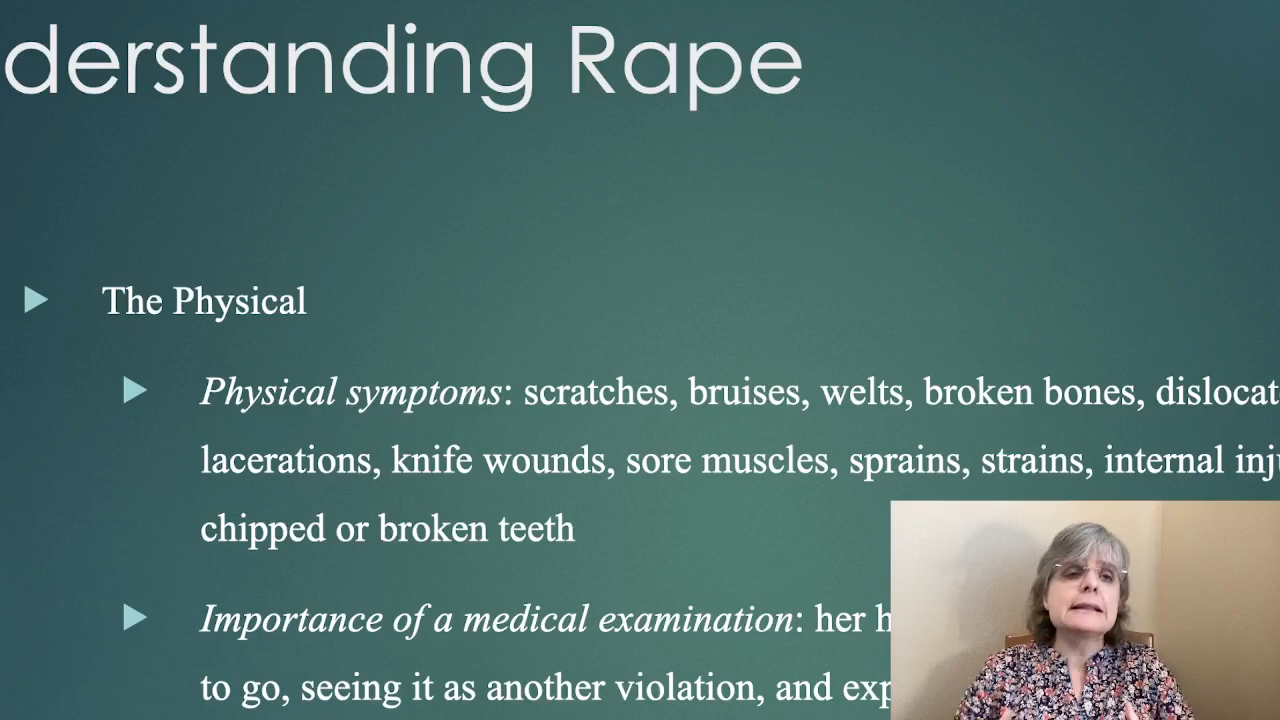 derstanding Rape
The Physical
Physical symptoms: scratches, bruises, welts, broken bones, dislocat
lacerations, knife wounds, sore muscles, sprains, strains, internal inju
chipped or broken teeth
Importance of a medical examination: her h
to go, seeing it as another violation, and exp